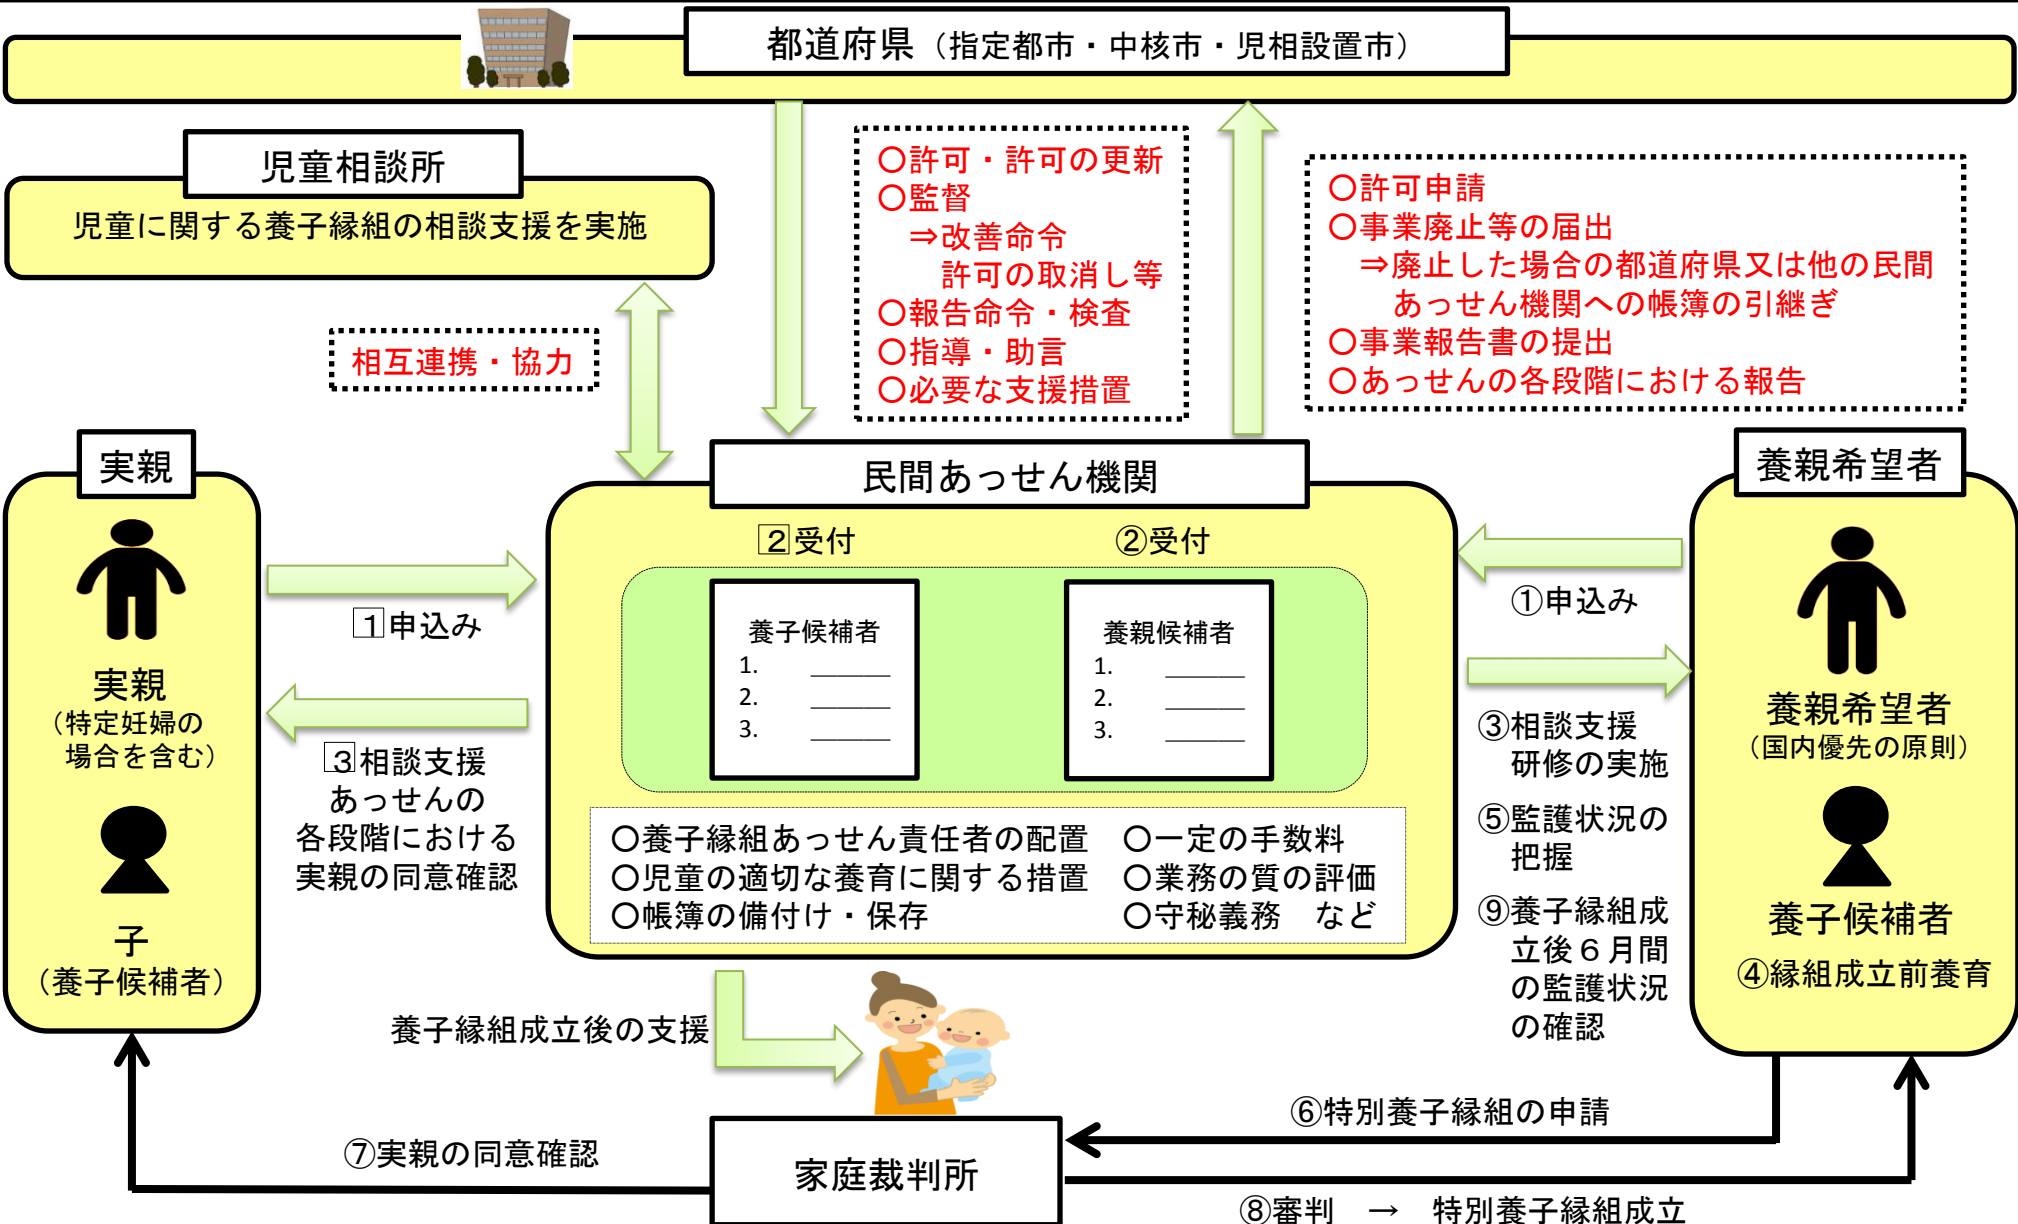 都道府県（指定都市・中核市・児相設置市）
児童相談所
児童に関する養子縁組の相談支援を実施
相互連携・協力
○許可・許可の更新
○監督
⇒改善命令
許可の取消し等
○報告命令・検査
○指導・助言
○必要な支援措置
○許可申請
○事業廃止等の届出
⇒廃止した場合の都道府県又は他の民間
あっせん機関への帳簿の引継ぎ
○事業報告書の提出
○あっせんの各段階における報告
実親
実親
（特定妊婦の
場合を含む）
子
（養子候補者）
1申込み
3相談支援
あっせんの
各段階における
実親の同意確認
民間あっせん機関
2受付
②受付
養子候補者
1. ______
2. ______
3. ______
養親候補者
1. ______
2. ______
3. ______
○養子縁組あっせん責任者の配置　○一定の手数料
○児童の適切な養育に関する措置　○業務の質の評価
○帳簿の備付け・保存　○守秘義務　など
①申込み
③相談支援
研修の実施
⑤監護状況の
把握
⑨養子縁組成
立後６月間
の監護状況
の確認
養親希望者
養親希望者
（国内優先の原則）
養子候補者
④縁組成立前養育
養子縁組成立後の支援
⑥特別養子縁組の申請
⑦実親の同意確認
家庭裁判所
⑧審判　→　特別養子縁組成立